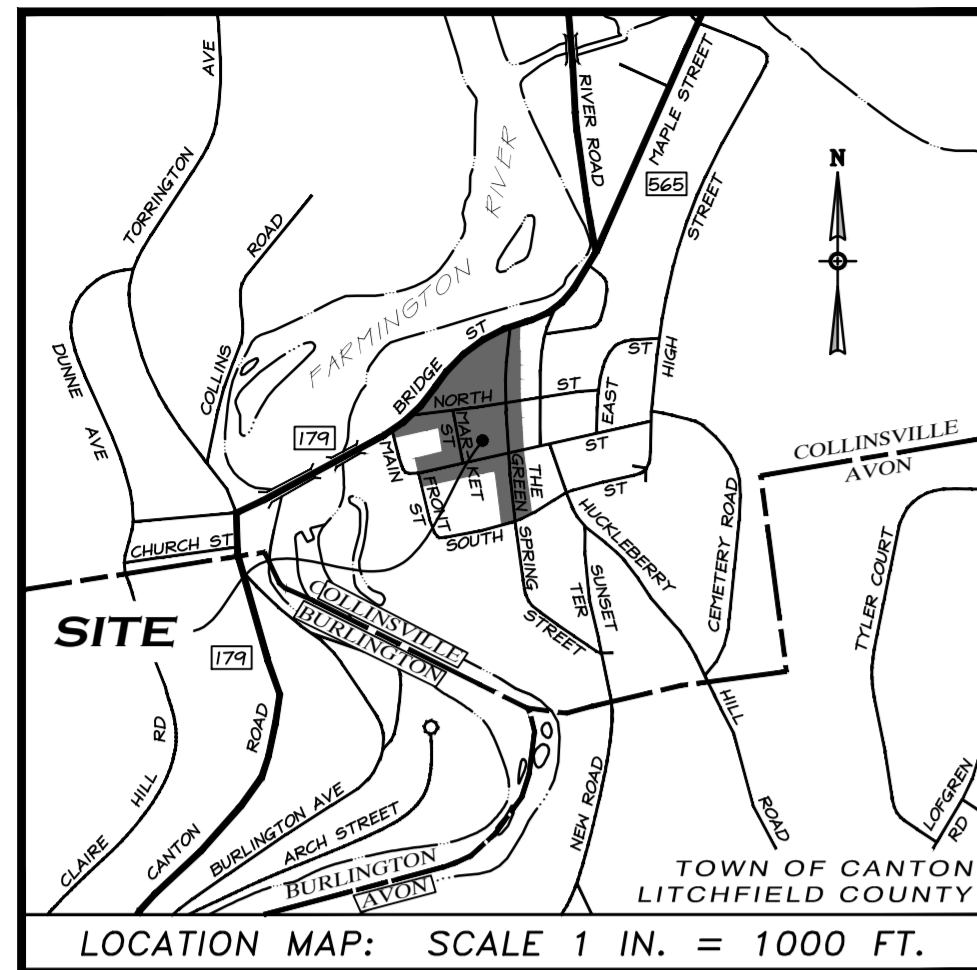 TORRINGTON AVE
RIVER ROAD
MAPLE STREET
565
N
HIGH STREET
COLLINS ROAD
FARMINGTON RIVER
DUNNE AVE
BRIDGE ST
NORTH ST
EAST ST
179
MAIN ST
MARKET ST
THE GREEN
FRONT ST
SOUTH ST
COLLINSVILLE
AVON
CHURCH ST
SPRING STREET
HUCKLEBERRY HILL ROAD
SUNSET TER
CEMETERY ROAD
TYLER COURT
COLLINSVILLE
BURLINGTON
SITE
179
CLAIRE HILL RD
CANTON ROAD
BURLINGTON AVE
ARCH STREET
NEW ROAD
LOFGREN RD
BURLINGTON
AVON
TOWN OF CANTON
LITCHFIELD COUNTY
LOCATION MAP: SCALE 1 IN. = 1000 FT.